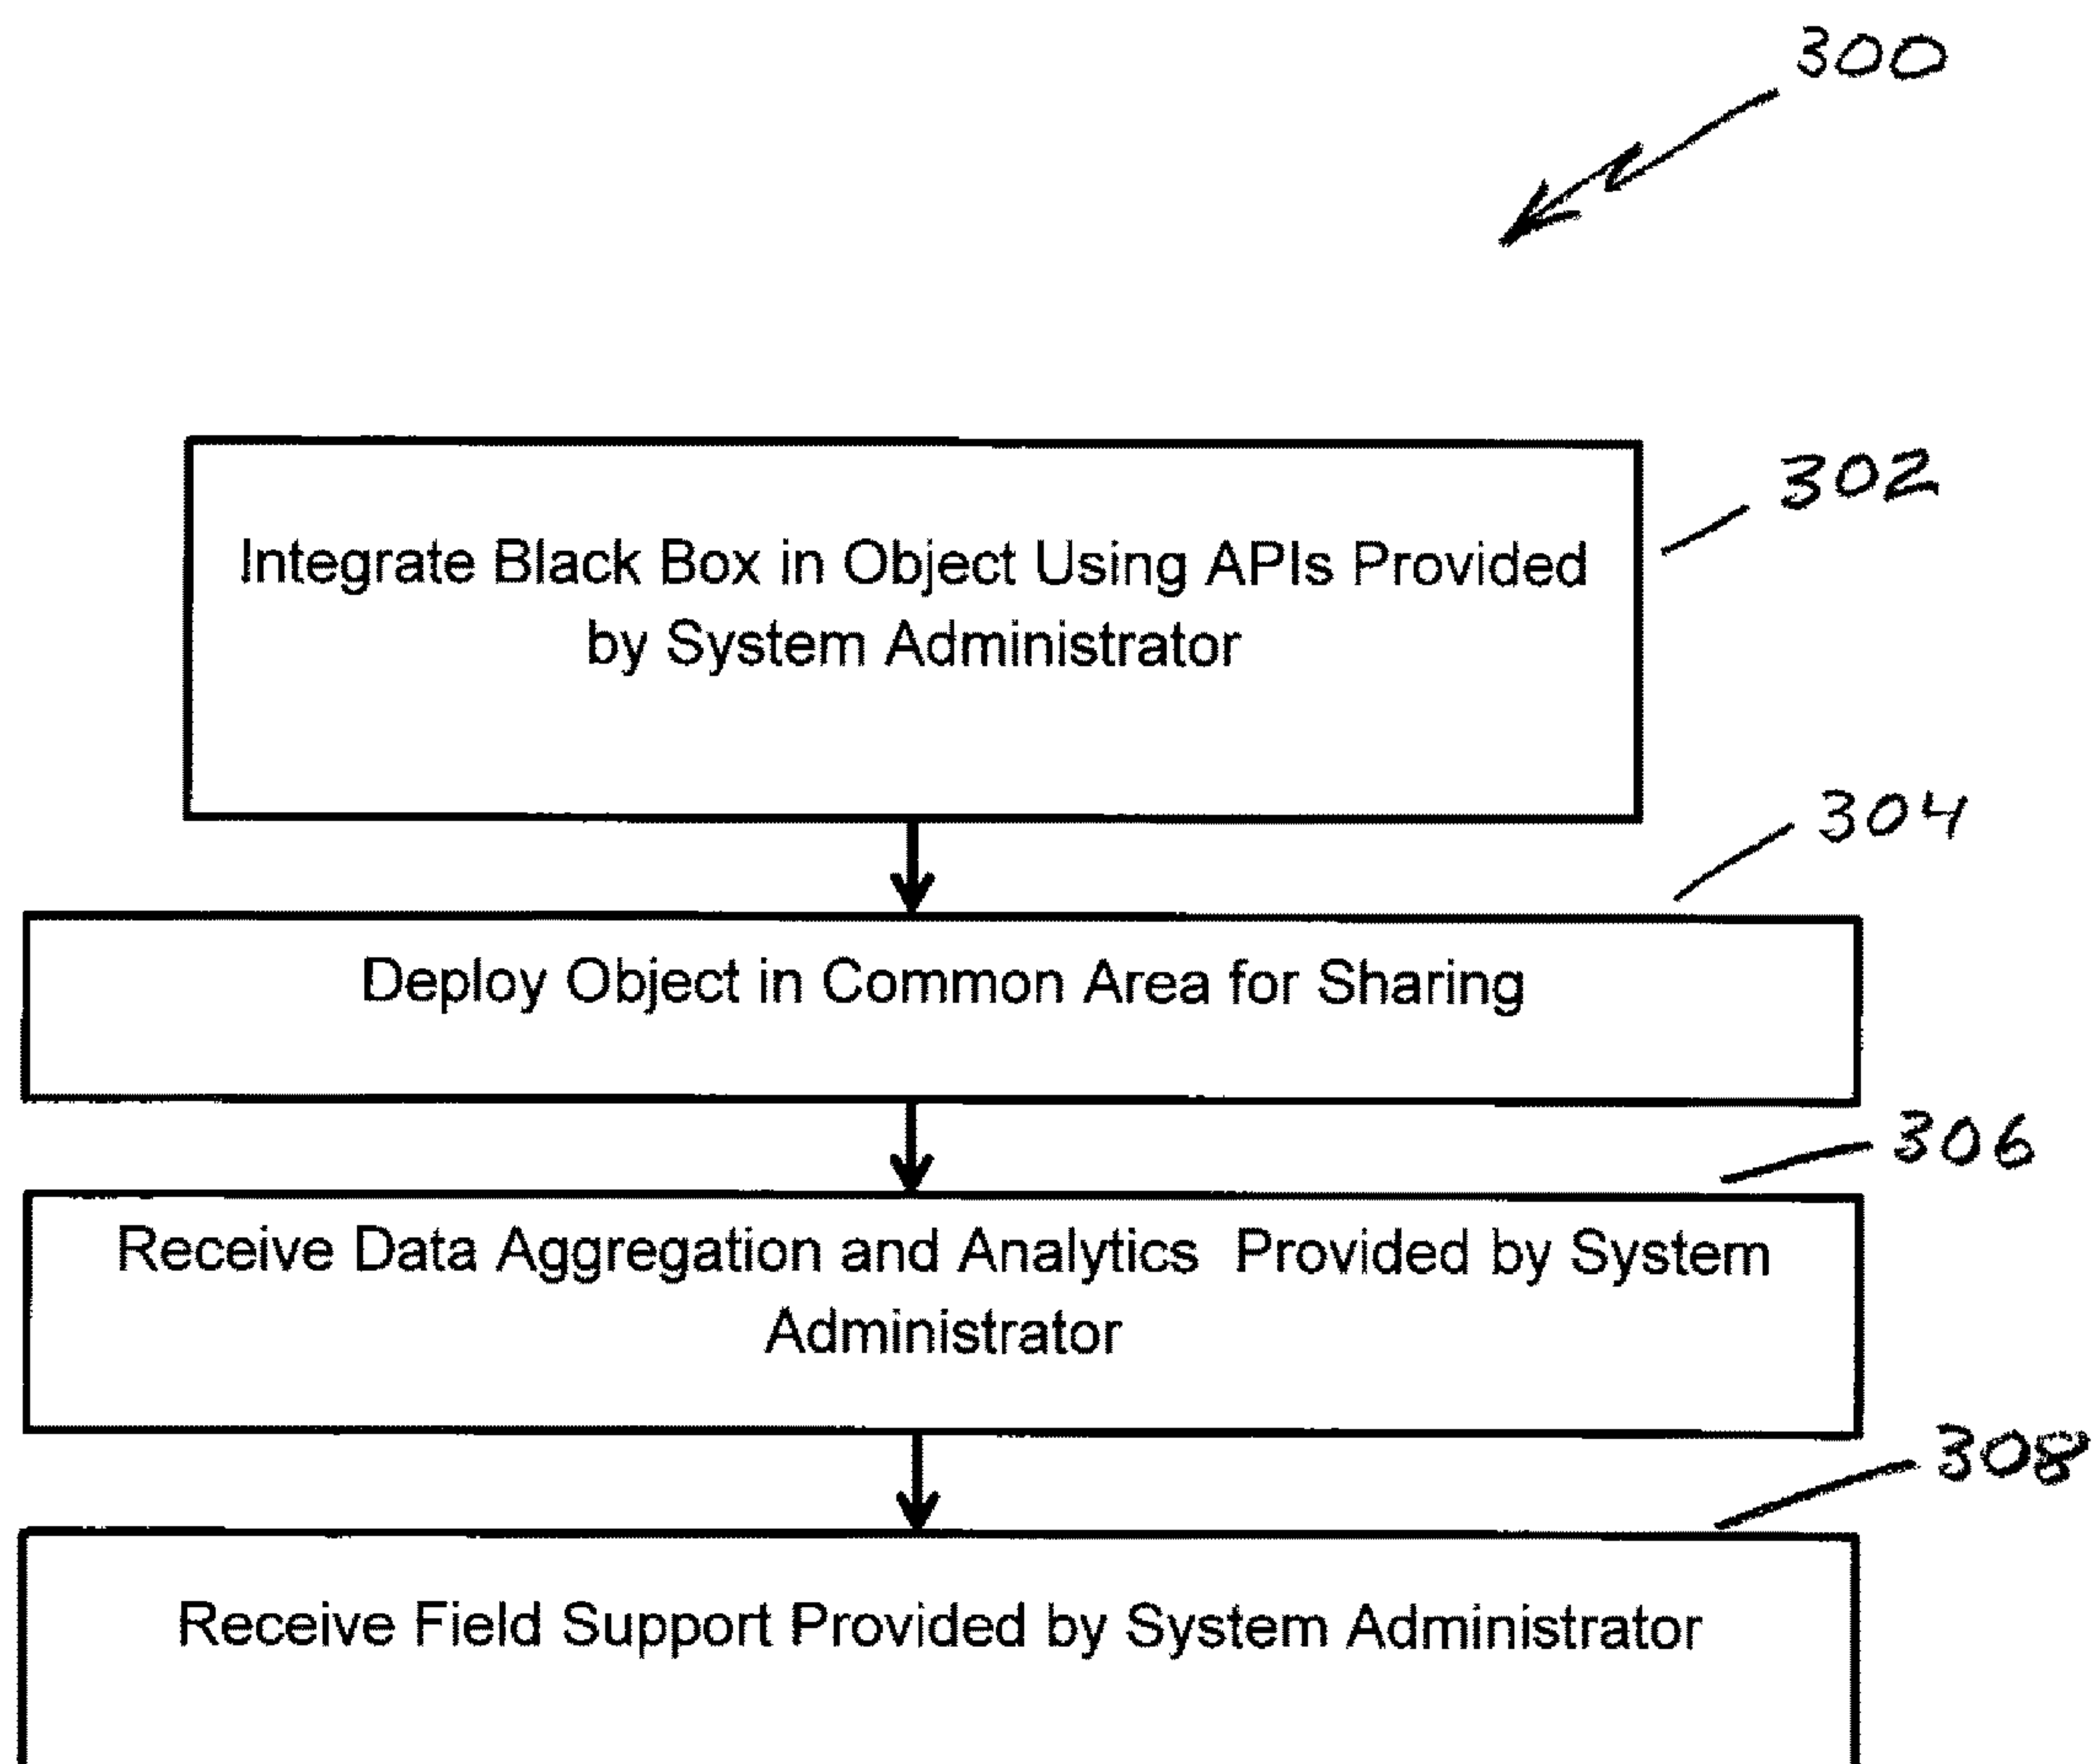 300
302
Integrate Black Box in Object Using APIs Provided
by System Administrator
304
Deploy Object in Common Area for Sharing
306
Receive Data Aggregation and Analytics Provided by System
Administrator
308
Receive Field Support Provided by System Administrator